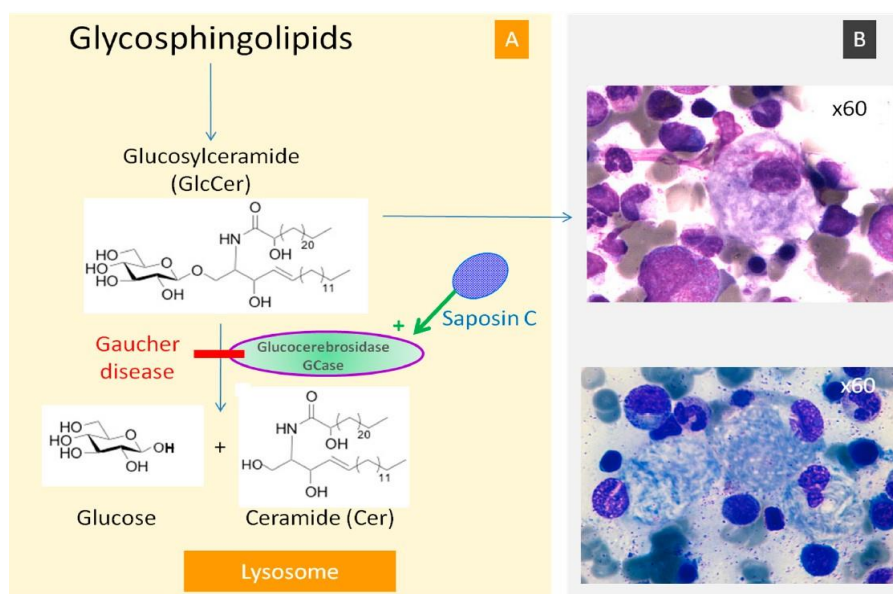 Glycosphingolipids
A
B
x60
Glucosylceramide
(GlcCer)
O
HN
20
OH
HO
O
HO
O
HO
OH
OH
11
Saposin C
+
Gaucher
disease
Glucocerebrosidase
GCase
HO
O
HO
OH
HO
OH
+
O
HN
20
OH
HO
11
OH
x60
Glucose
Ceramide (Cer)
Lysosome